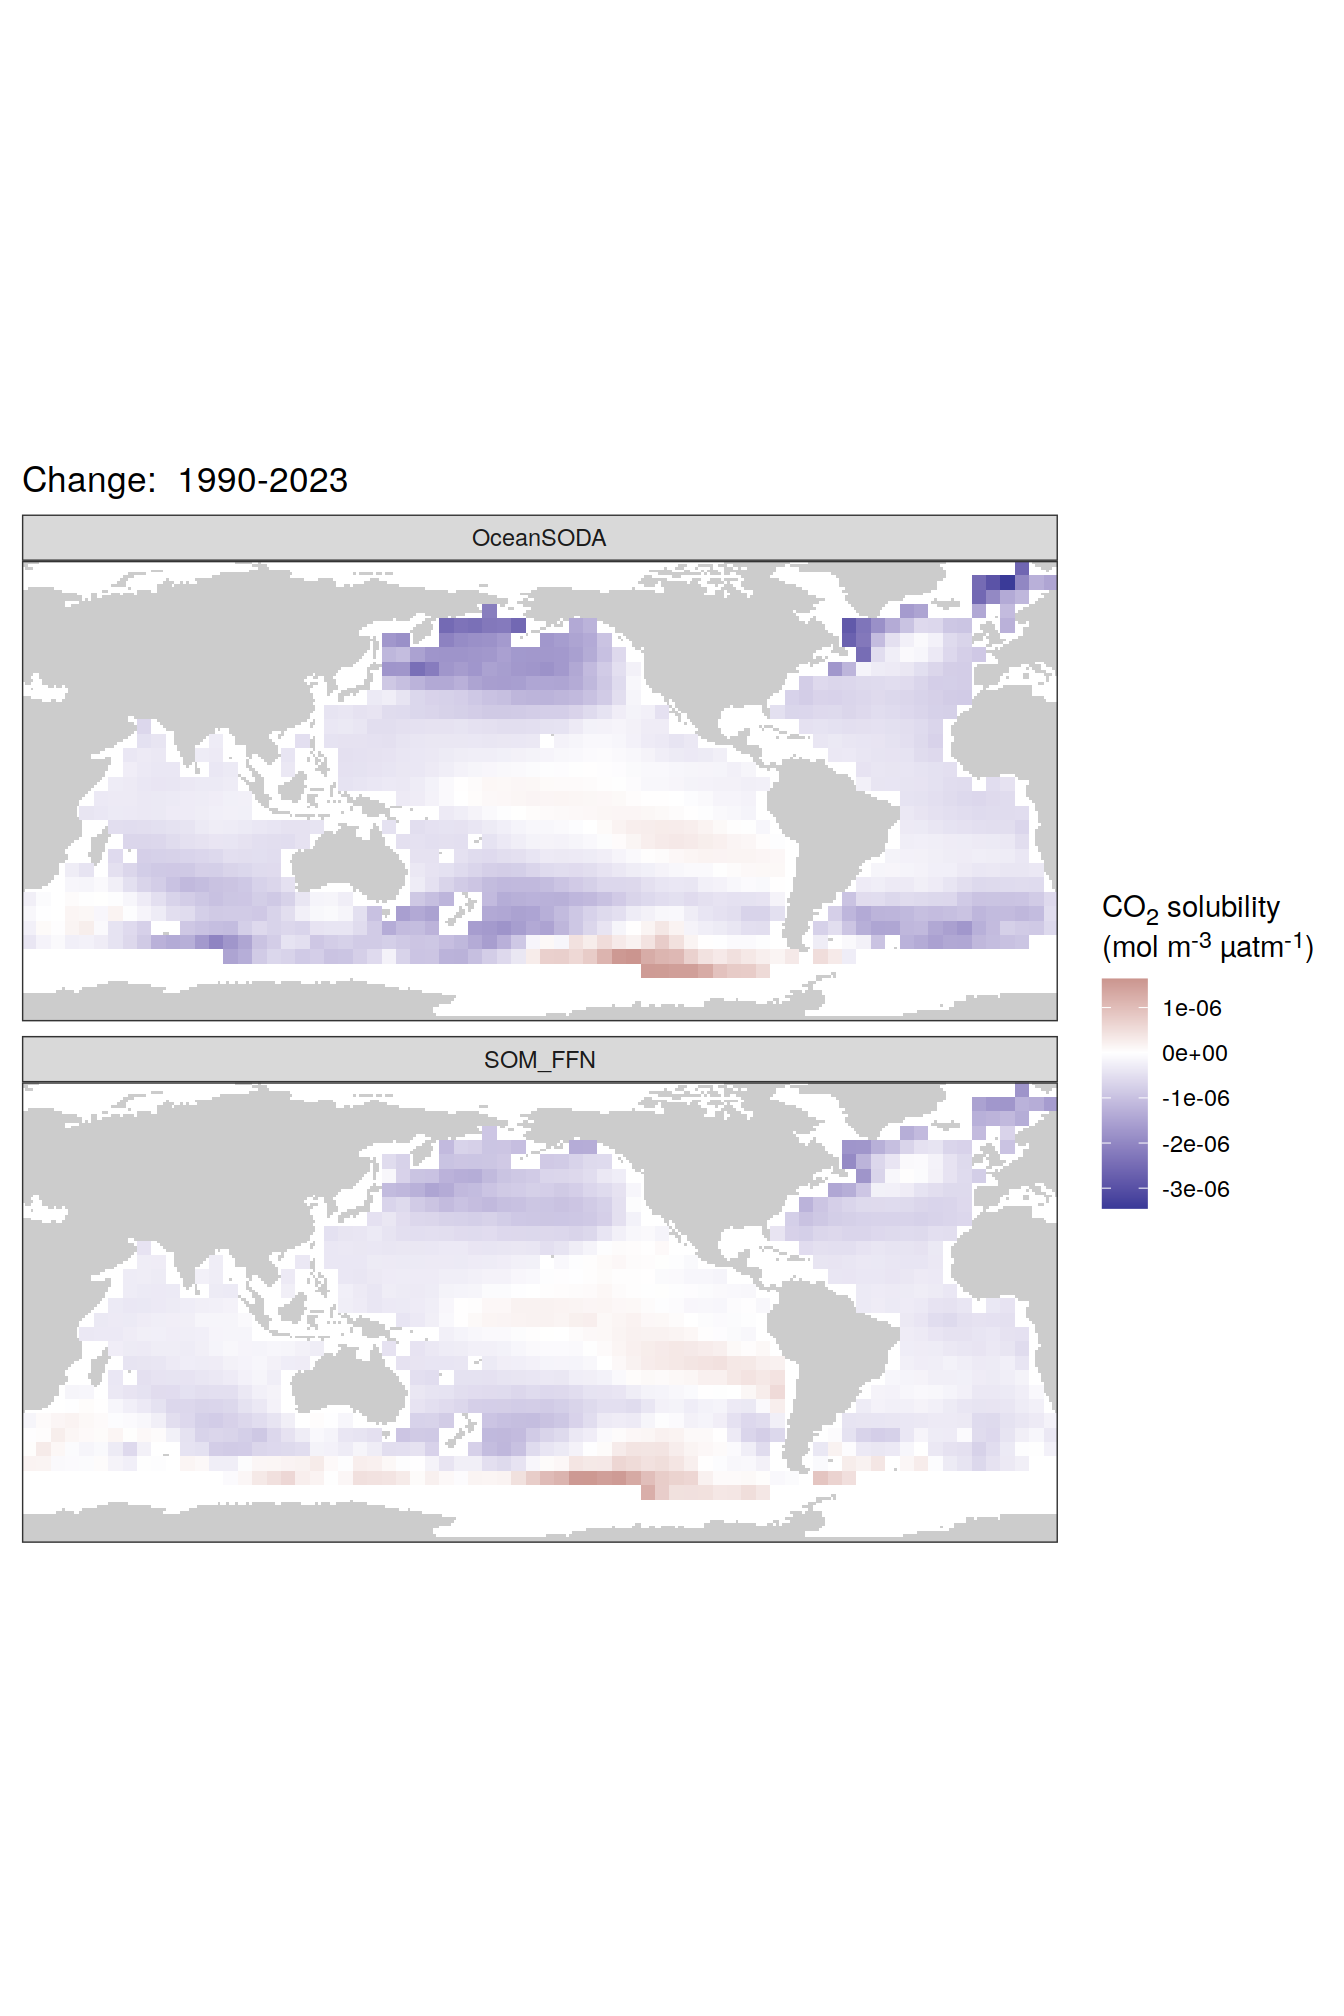 Change:  1990-2023
OceanSODA
SOM_FFN
CO₂ solubility
(mol m⁻³ µatm⁻¹)
1e-06
0e+00
-1e-06
-2e-06
-3e-06